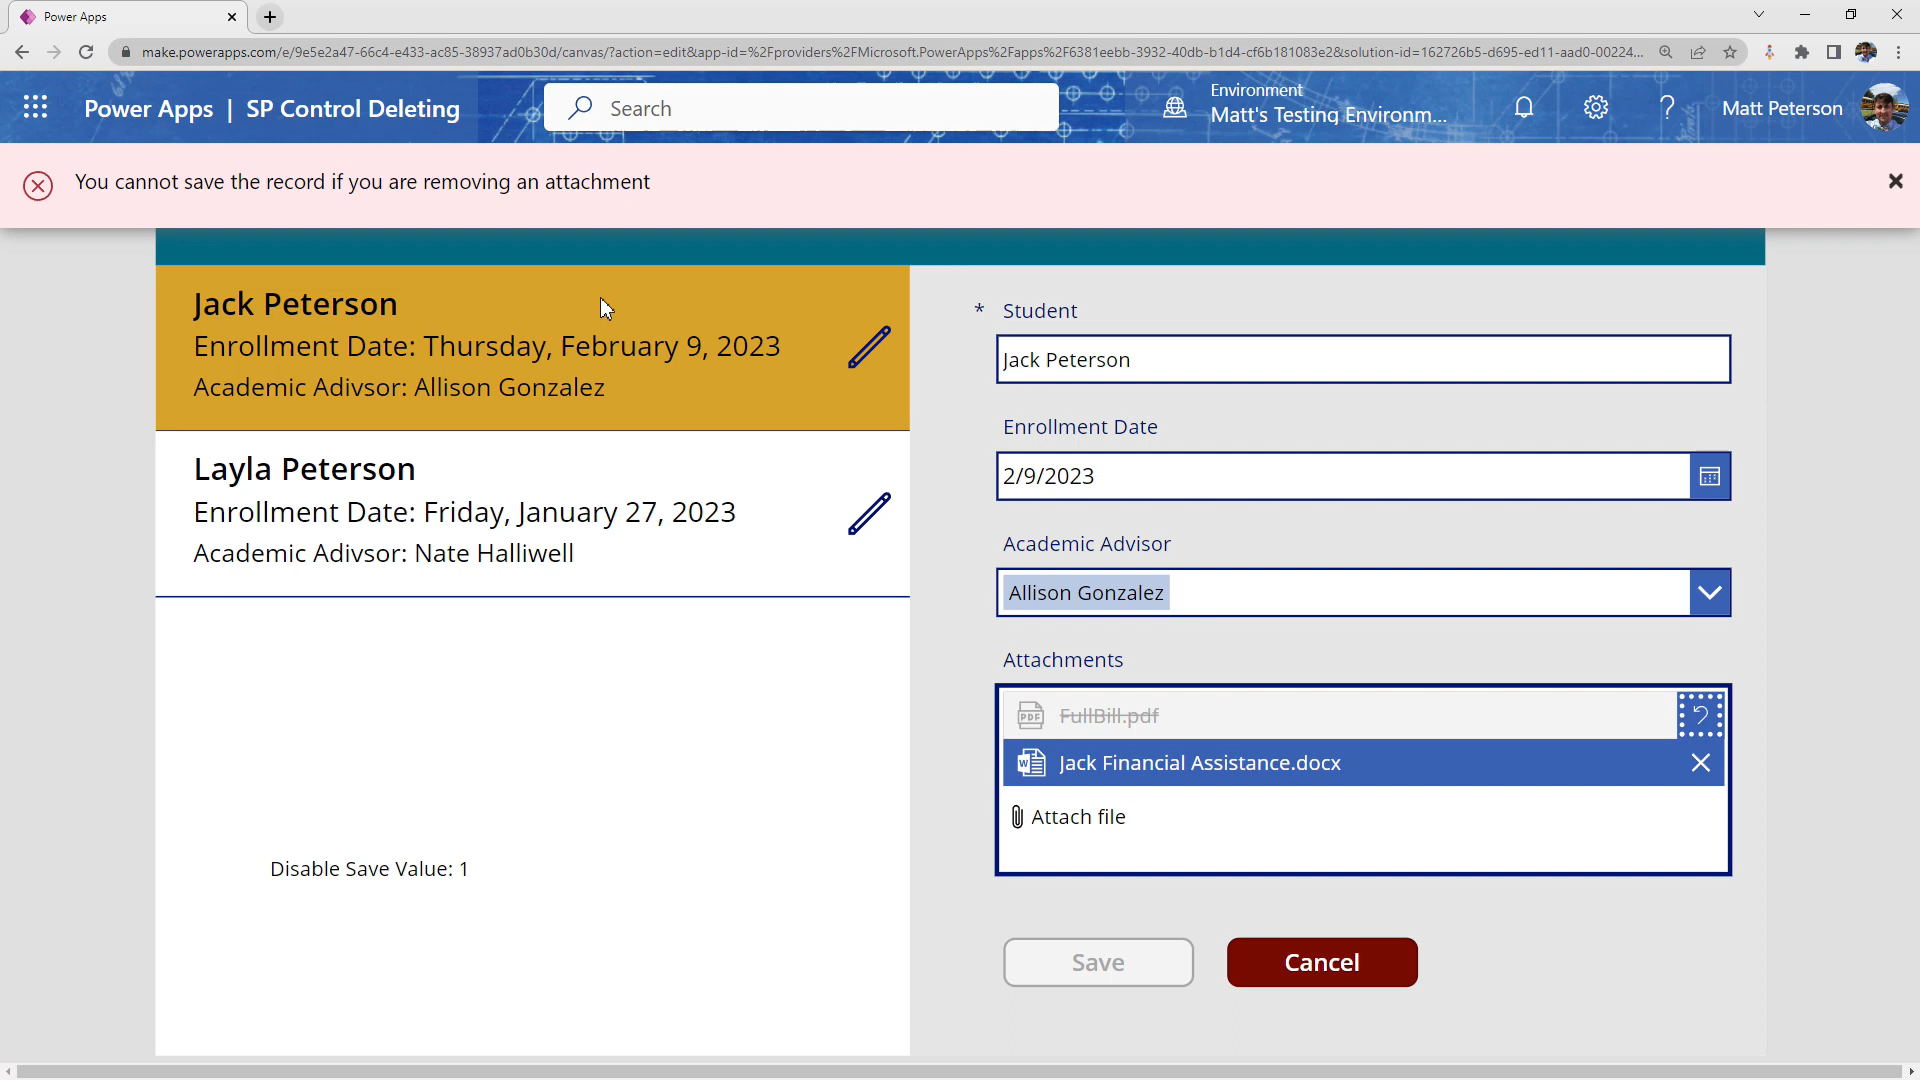 Power Apps
make.powerapps.com/e/9e5e2a47-66c4-e433-ac85-38937ad0b30d/canvas/?action=edit&app-id=%2Fproviders%2FMicrosoft.PowerApps%2Fapps%2F6381eebb-3932-40db-b1d4-cf6b181083e2&solution-id=162726b5-d695-ed11-aad0-00224...
Power Apps | SP Control Deleting
Search
Environment
Matt's Testing Environm...
Matt Peterson
You cannot save the record if you are removing an attachment
Jack Peterson
Enrollment Date: Thursday, February 9, 2023
Academic Adivsor: Allison Gonzalez
Layla Peterson
Enrollment Date: Friday, January 27, 2023
Academic Adivsor: Nate Halliwell
Disable Save Value: 1
* Student
Jack Peterson
Enrollment Date
2/9/2023
Academic Advisor
Allison Gonzalez
Attachments
PDF FullBill.pdf
W Jack Financial Assistance.docx
Attach file
Save
Cancel